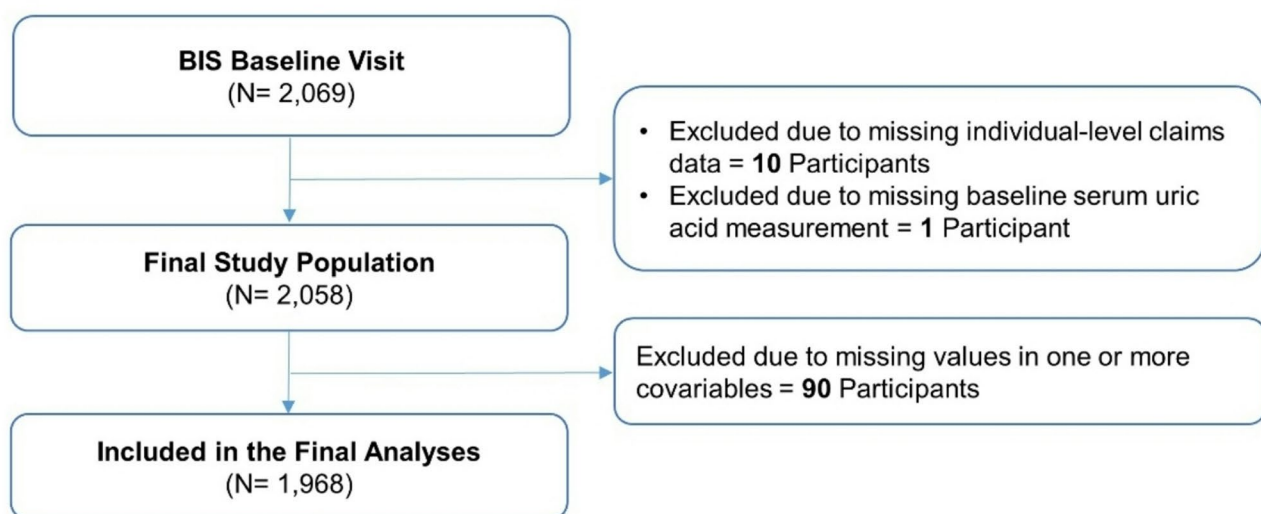 BIS Baseline Visit
(N= 2,069)
• Excluded due to missing individual-level claims
data = 10 Participants
• Excluded due to missing baseline serum uric
acid measurement = 1 Participant
Final Study Population
(N= 2,058)
Excluded due to missing values in one or more
covariables = 90 Participants
Included in the Final Analyses
(N= 1,968)